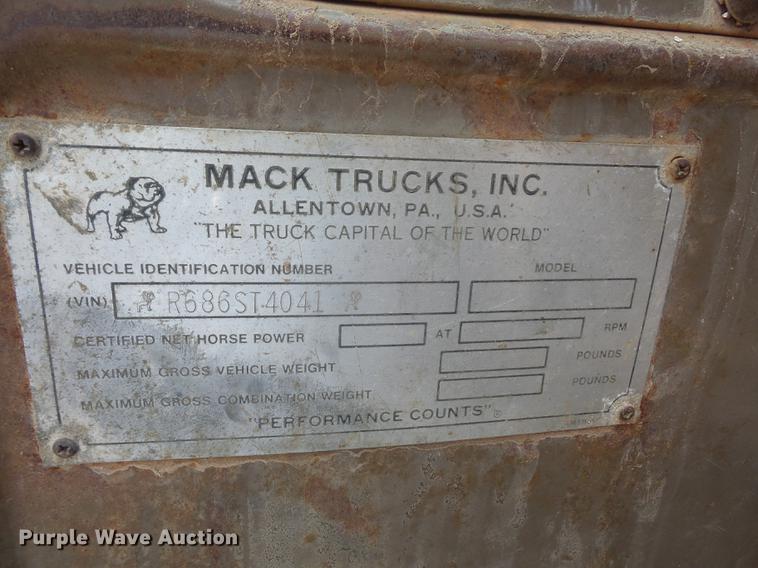 MACK TRUCKS, INC.
ALLENTOWN, PA., U.S.A.
"THE TRUCK CAPITAL OF THE WORLD"
VEHICLE IDENTIFICATION NUMBER MODEL
(VIN) R686ST4041
CERTIFIED NET HORSE POWER AT RPM
MAXIMUM GROSS VEHICLE WEIGHT POUNDS
MAXIMUM GROSS COMBINATION WEIGHT POUNDS
"PERFORMANCE COUNTS"®
Purple Wave Auction